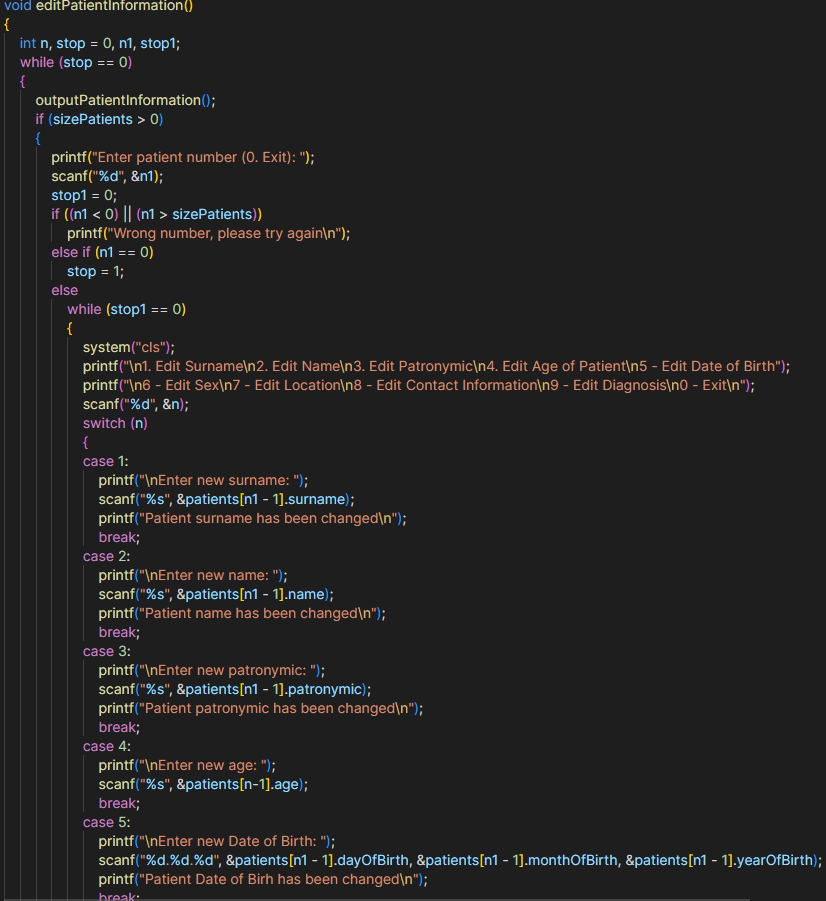 void editPatientInformation()
{
int n, stop = 0, n1, stop1;
while (stop == 0)
{
outputPatientInformation();
if (sizePatients > 0)
{
printf("Enter patient number (0. Exit): ");
scanf("%d", &n1);
stop1 = 0;
if ((n1 < 0) || (n1 > sizePatients))
printf("Wrong number, please try again\n");
else if (n1 == 0)
stop = 1;
else
while (stop1 == 0)
{
system("cls");
printf("\n1. Edit Surname\n2. Edit Name\n3. Edit Patronymic\n4. Edit Age of Patient\n5 - Edit Date of Birth");
printf("\n6 - Edit Sex\n7 - Edit Location\n8 - Edit Contact Information\n9 - Edit Diagnosis\n0 - Exit\n");
scanf("%d", &n);
switch (n)
{
case 1:
printf("\nEnter new surname: ");
scanf("%s", &patients[n1 - 1].surname);
printf("Patient surname has been changed\n");
break;
case 2:
printf("\nEnter new name: ");
scanf("%s", &patients[n1 - 1].name);
printf("Patient name has been changed\n");
break;
case 3:
printf("\nEnter new patronymic: ");
scanf("%s", &patients[n1 - 1].patronymic);
printf("Patient patronymic has been changed\n");
break;
case 4:
printf("\nEnter new age: ");
scanf("%s", &patients[n-1].age);
break;
case 5:
printf("\nEnter new Date of Birth: ");
scanf("%d.%d.%d", &patients[n1 - 1].dayOfBirth, &patients[n1 - 1].monthOfBirth, &patients[n1 - 1].yearOfBirth);
printf("Patient Date of Birh has been changed\n");
break;